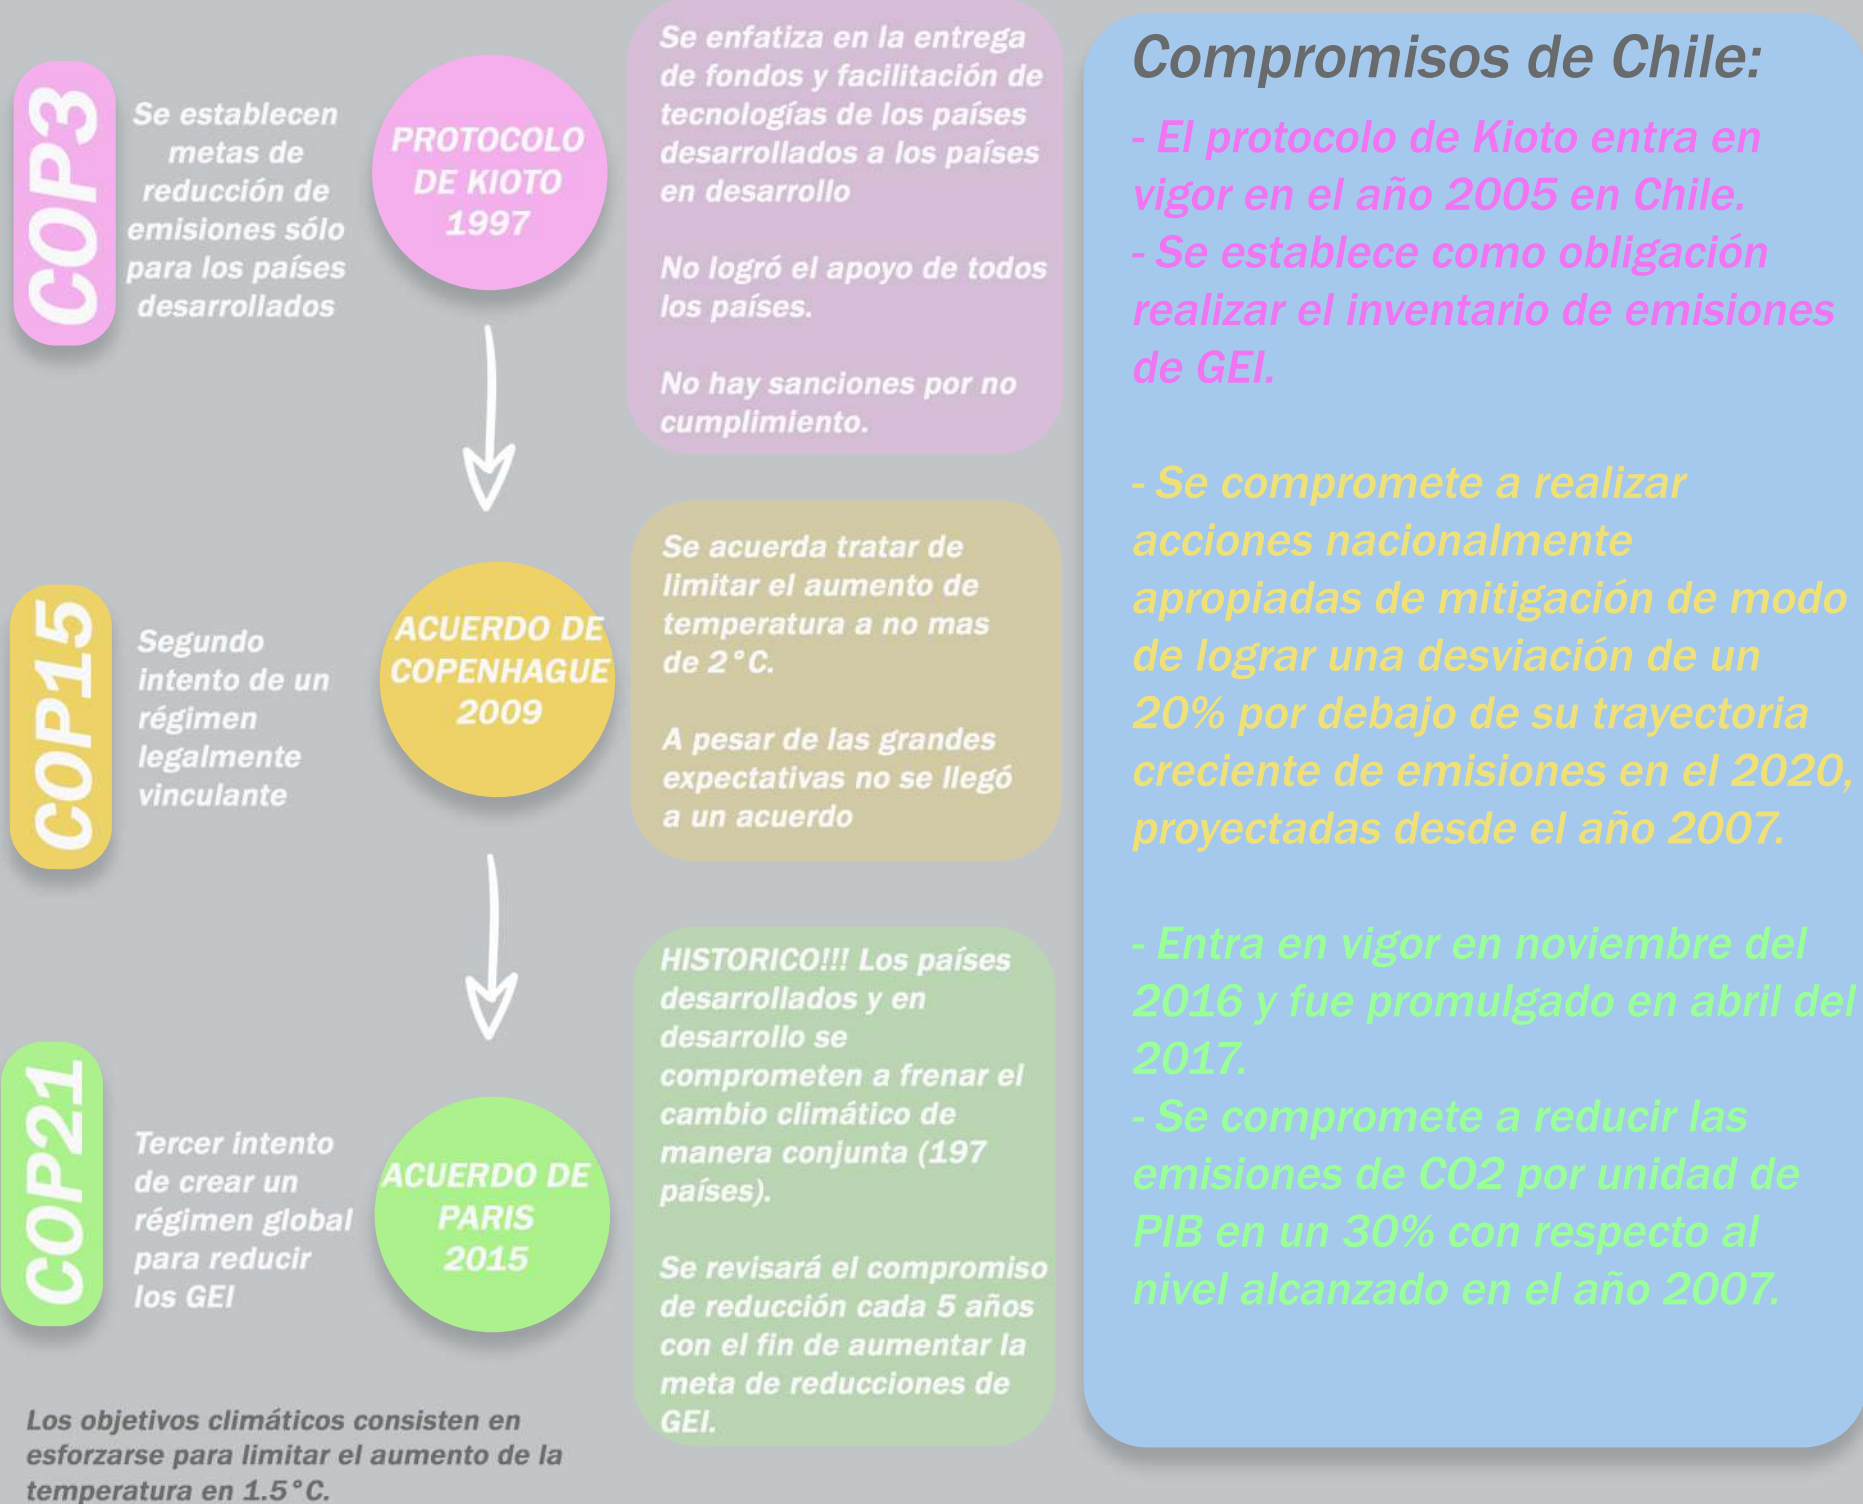 COP3
Se establecen
metas de
reducción de
emisiones sólo
para los países
desarrollados
PROTOCOLO
DE KIOTO
1997
Se enfatiza en la entrega
de fondos y facilitación de
tecnologías de los países
desarrollados a los países
en desarrollo
No logró el apoyo de todos
los países.
No hay sanciones por no
cumplimiento.
COP15
Segundo
intento de un
régimen
legalmente
vinculante
ACUERDO DE
COPENHAGUE
2009
Se acuerda tratar de
limitar el aumento de
temperatura a no mas
de 2°C.
A pesar de las grandes
expectativas no se llegó
a un acuerdo
COP21
Tercer intento
de crear un
régimen global
para reducir
los GEI
ACUERDO DE
PARIS
2015
HISTORICO!!! Los países
desarrollados y en
desarrollo se
comprometen a frenar el
cambio climático de
manera conjunta (197
países).
Se revisará el compromiso
de reducción cada 5 años
con el fin de aumentar la
meta de reducciones de
GEI.
Los objetivos climáticos consisten en
esforzarse para limitar el aumento de la
temperatura en 1.5°C.
Compromisos de Chile:
- El protocolo de Kioto entra en
vigor en el año 2005 en Chile.
- Se establece como obligación
realizar el inventario de emisiones
de GEI.
- Se compromete a realizar
acciones nacionalmente
apropiadas de mitigación de modo
de lograr una desviación de un
20% por debajo de su trayectoria
creciente de emisiones en el 2020,
proyectadas desde el año 2007.
- Entra en vigor en noviembre del
2016 y fue promulgado en abril del
2017.
- Se compromete a reducir las
emisiones de CO2 por unidad de
PIB en un 30% con respecto al
nivel alcanzado en el año 2007.